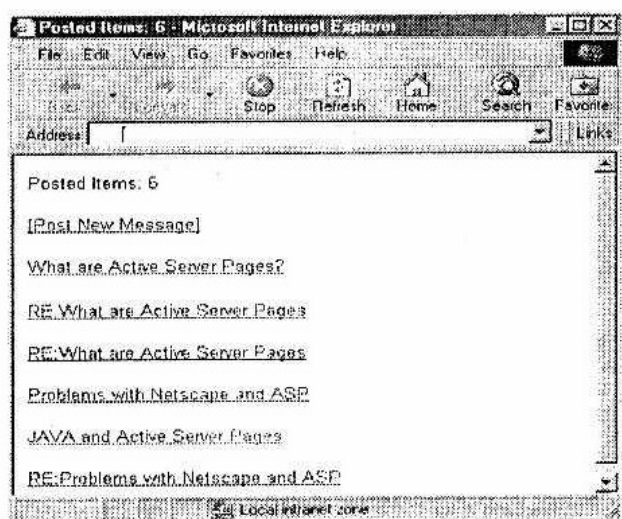 Posted Items: 6 - Microsoft Internet Explorer
File Edit View Go Favorites Help
Stop Refresh Home Search Favorite
Address Links
Posted Items: 6
[Post New Message]
What are Active Server Pages?
RE:What are Active Server Pages
RE:What are Active Server Pages
Problems with Netscape and ASP
JAVA and Active Server Pages
RE:Problems with Netscape and ASP
Local intranet zone